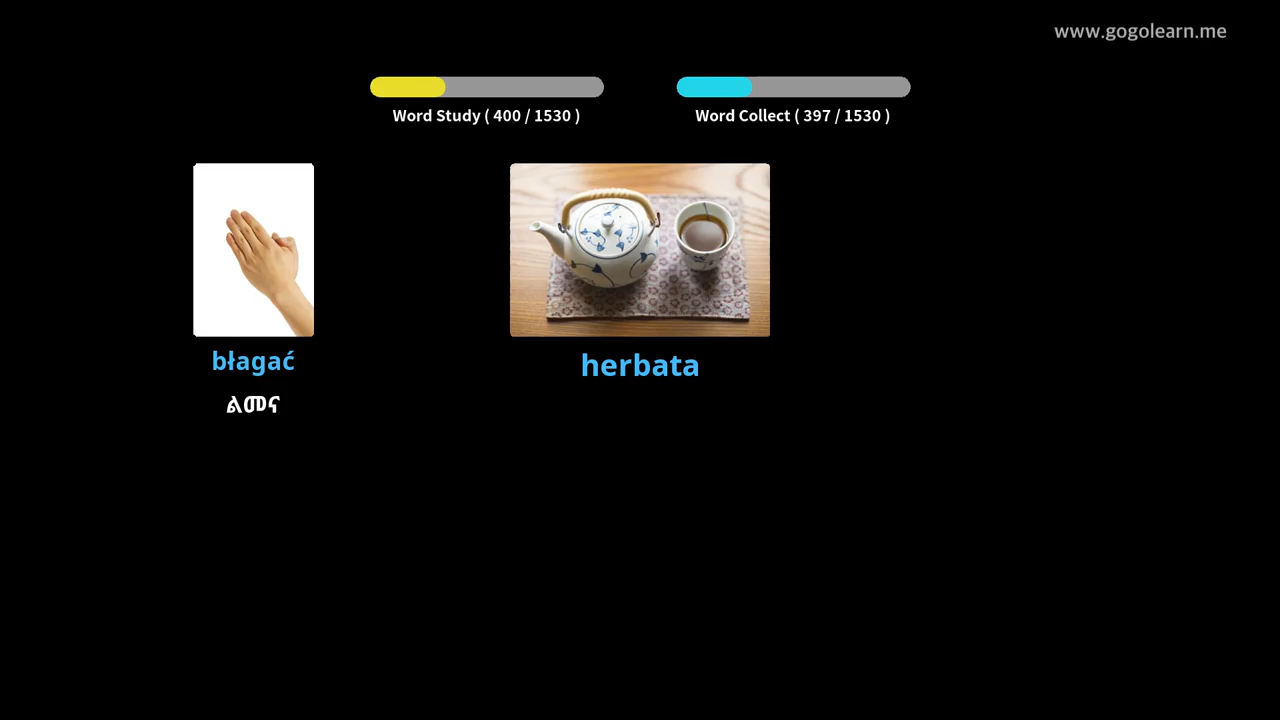 www.gogolearn.me
Word Study ( 400 / 1530 )
Word Collect ( 397 / 1530 )
błagać
ልመና
herbata